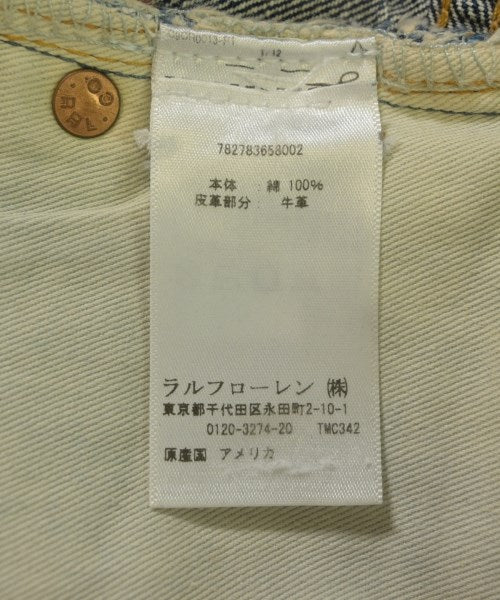 782783658002
本体 : 綿 100%
皮革部分 : 牛革
ラルフローレン ㈱
東京都千代田区永田町2-10-1
0120-3274-20 TMC342
原産国 アメリカ